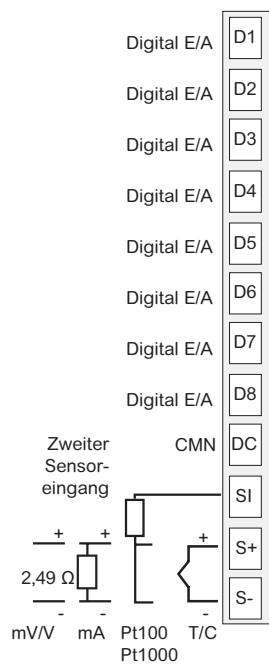 Digital E/A D1
Digital E/A D2
Digital E/A D3
Digital E/A D4
Digital E/A D5
Digital E/A D6
Digital E/A D7
Digital E/A D8
Zweiter
Sensor-
eingang
CMN DC
SI
S+
S-
+ + +
2,49 Ω
- - -
mV/V mA Pt100 T/C
Pt1000